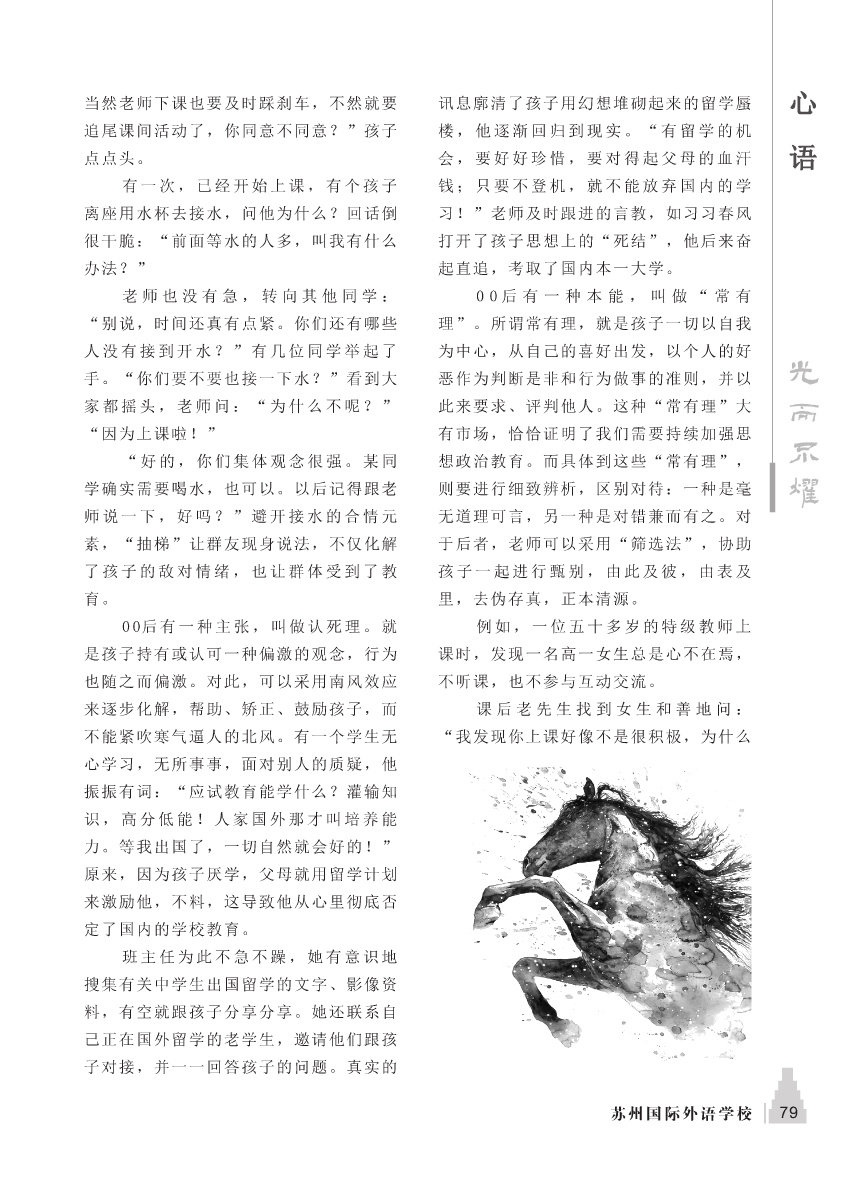 当然老师下课也要及时踩刹车，不然就要
追尾课间活动了，你同意不同意？”孩子
点点头。
有一次，已经开始上课，有个孩子
离座用水杯去接水，问他为什么？回话倒
很干脆：“前面等水的人多，叫我有什么
办法？”
老师也没有急，转向其他同学：
“别说，时间还真有点紧。你们还有哪些
人没有接到开水？”有几位同学举起了
手。“你们要不要也接一下水？”看到大
家都摇头，老师问：“为什么不呢？”
“因为上课啦！”
“好的，你们集体观念很强。某同
学确实需要喝水，也可以。以后记得跟老
师说一下，好吗？”避开接水的合情元
素，“抽梯”让群友现身说法，不仅化解
了孩子的敌对情绪，也让群体受到了教
育。
00后有一种主张，叫做认死理。就
是孩子持有或认可一种偏激的观念，行为
也随之而偏激。对此，可以采用南风效应
来逐步化解，帮助、矫正、鼓励孩子，而
不能紧吹寒气逼人的北风。有一个学生无
心学习，无所事事，面对别人的质疑，他
振振有词：“应试教育能学什么？灌输知
识，高分低能！人家国外那才叫培养能
力。等我出国了，一切自然就会好的！”
原来，因为孩子厌学，父母就用留学计划
来激励他，不料，这导致他从心里彻底否
定了国内的学校教育。
班主任为此不急不躁，她有意识地
搜集有关中学生出国留学的文字、影像资
料，有空就跟孩子分享分享。她还联系自
己正在国外留学的老学生，邀请他们跟孩
子对接，并一一回答孩子的问题。真实的
讯息廓清了孩子用幻想堆砌起来的留学蜃
楼，他逐渐回归到现实。“有留学的机
会，要好好珍惜，要对得起父母的血汗
钱；只要不登机，就不能放弃国内的学
习！”老师及时跟进的言教，如习习春风
打开了孩子思想上的“死结”，他后来奋
起直追，考取了国内本一大学。
00后有一种本能，叫做“常有
理”。所谓常有理，就是孩子一切以自我
为中心，从自己的喜好出发，以个人的好
恶作为判断是非和行为做事的准则，并以
此来要求、评判他人。这种“常有理”大
有市场，恰恰证明了我们需要持续加强思
想政治教育。而具体到这些“常有理”，
则要进行细致辨析，区别对待：一种是毫
无道理可言，另一种是对错兼而有之。对
于后者，老师可以采用“筛选法”，协助
孩子一起进行甄别，由此及彼，由表及
里，去伪存真，正本清源。
例如，一位五十多岁的特级教师上
课时，发现一名高一女生总是心不在焉，
不听课，也不参与互动交流。
课后老先生找到女生和善地问：
“我发现你上课好像不是很积极，为什么
心语
光而不耀
苏州国际外语学校
79